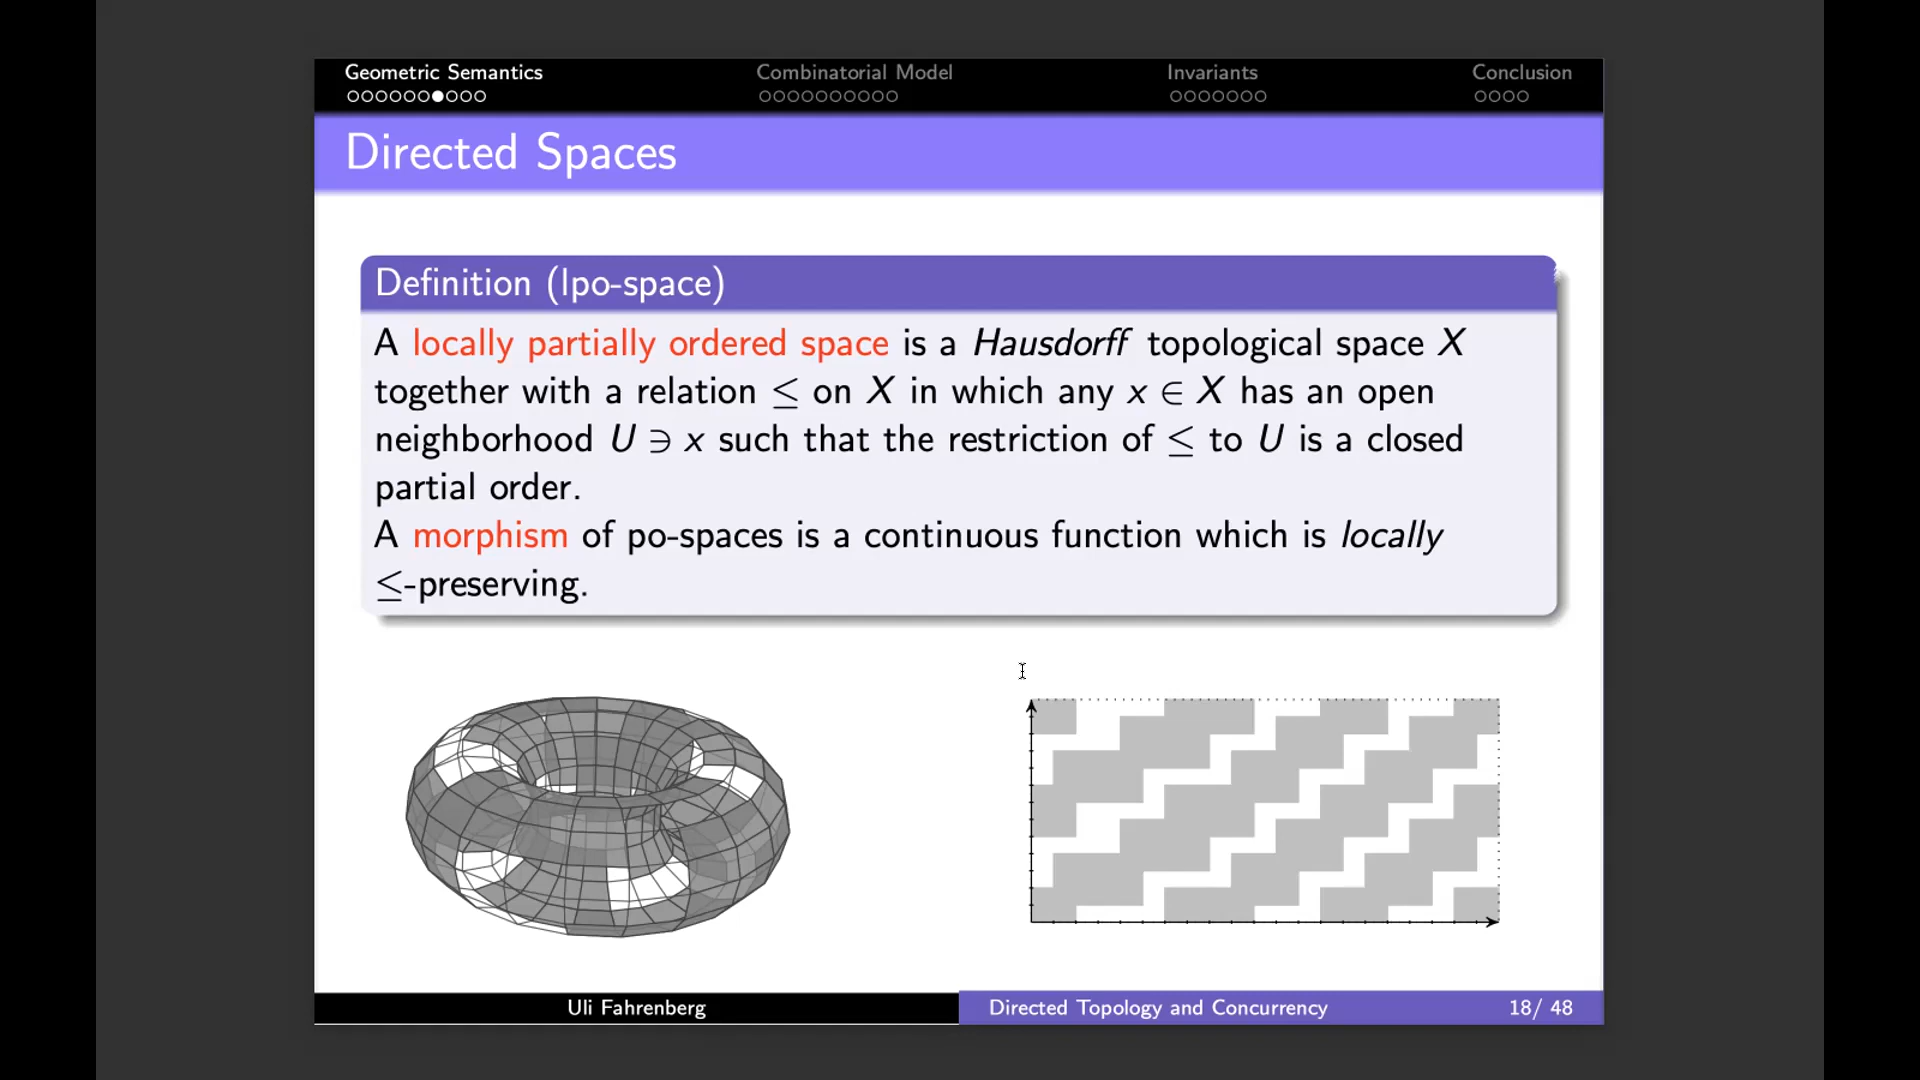 Geometric Semantics
Combinatorial Model
Invariants
Conclusion
Directed Spaces
Definition (lpo-space)
A locally partially ordered space is a Hausdorff topological space X
together with a relation ≤ on X in which any x ∈ X has an open
neighborhood U ∋ x such that the restriction of ≤ to U is a closed
partial order.
A morphism of po-spaces is a continuous function which is locally
≤-preserving.
Uli Fahrenberg
Directed Topology and Concurrency
18/ 48